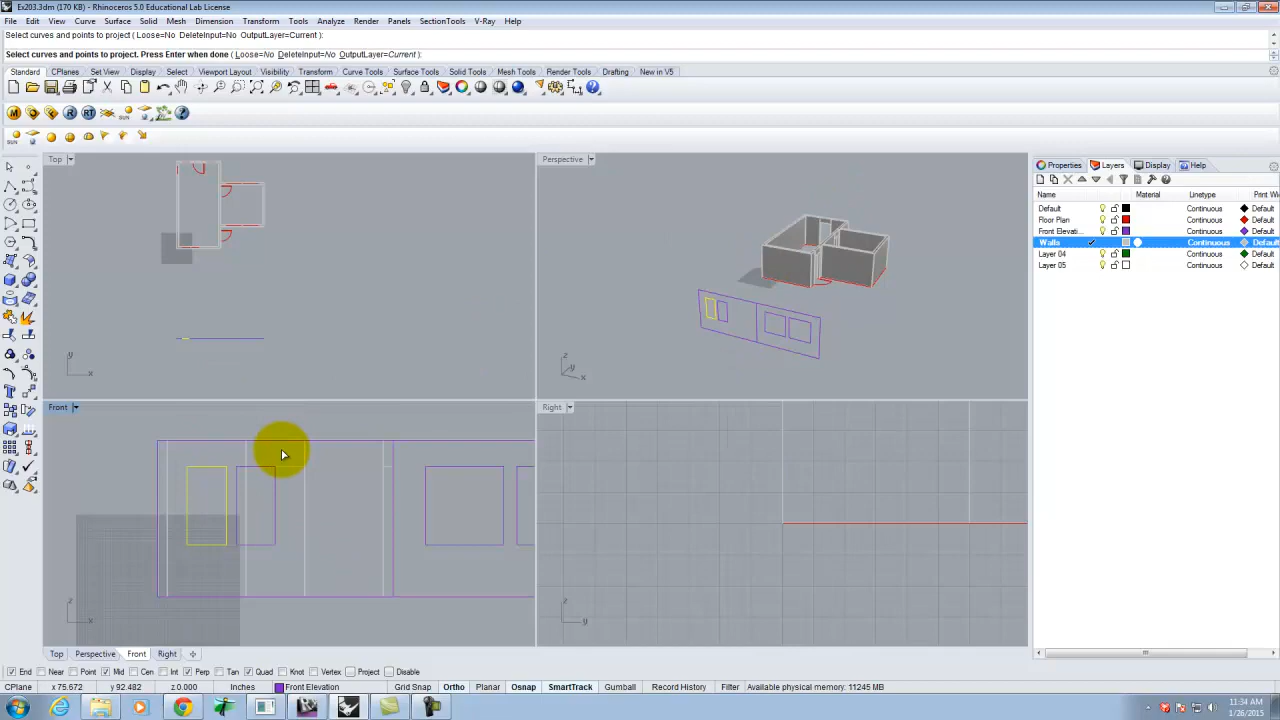 Ex203.3dm (170 KB) - Rhinoceros 5.0 Educational Lab License
File Edit View Curve Surface Solid Mesh Dimension Transform Tools Analyze Render Panels SectionTools V-Ray Help
Select curves and points to project ( Loose=No DeleteInput=No OutputLayer=Current ):
Select curves and points to project. Press Enter when done ( Loose=No DeleteInput=No OutputLayer=Current ):
Standard CPlanes Set View Display Select Viewport Layout Visibility Transform Curve Tools Surface Tools Solid Tools Mesh Tools Render Tools Drafting New in V5
Top
Perspective
Properties Layers Display Help
Name Material Linetype Print Wi
Default Continuous Default
Floor Plan Continuous Default
Front Elevati... Continuous Default
Walls Continuous Default
Layer 04 Continuous Default
Layer 05 Continuous Default
y
x
z
y
x
Front
Right
z
x
z
y
Top Perspective Front Right
End Near Point Mid Cen Int Perp Tan Quad Knot Vertex Project Disable
CPlane x 75.672 y 92.482 z 0.000 Inches Front Elevation Grid Snap Ortho Planar Osnap SmartTrack Gumball Record History Filter Available physical memory: 11245 MB
11:34 AM
1/26/2015